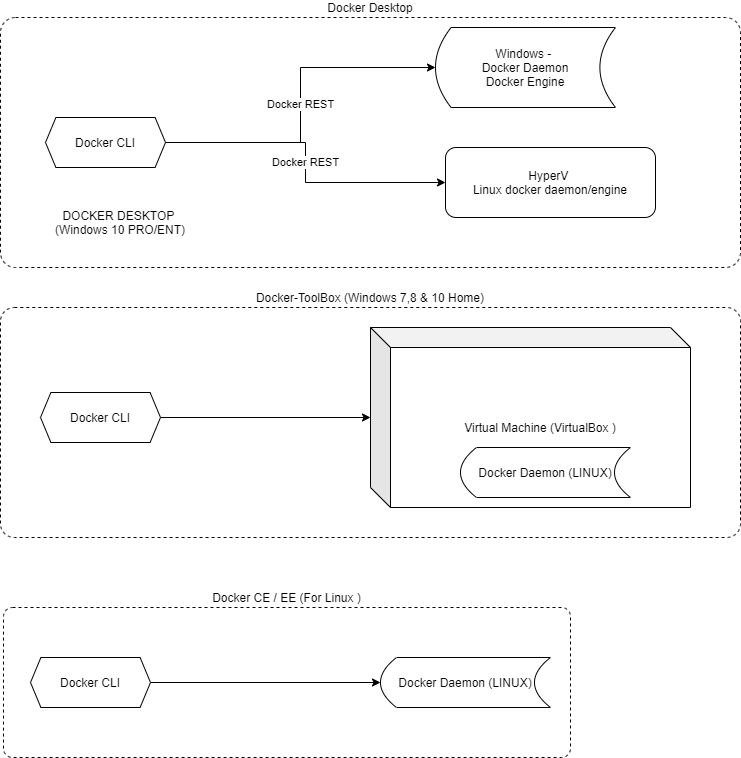 Docker Desktop
Windows -
Docker Daemon
Docker Engine
Docker REST
Docker CLI
Docker REST
HyperV
Linux docker daemon/engine
DOCKER DESKTOP
(Windows 10 PRO/ENT)
Docker-ToolBox (Windows 7,8 & 10 Home)
Docker CLI
Virtual Machine (VirtualBox )
Docker Daemon (LINUX)
Docker CE / EE (For Linux )
Docker CLI
Docker Daemon (LINUX)